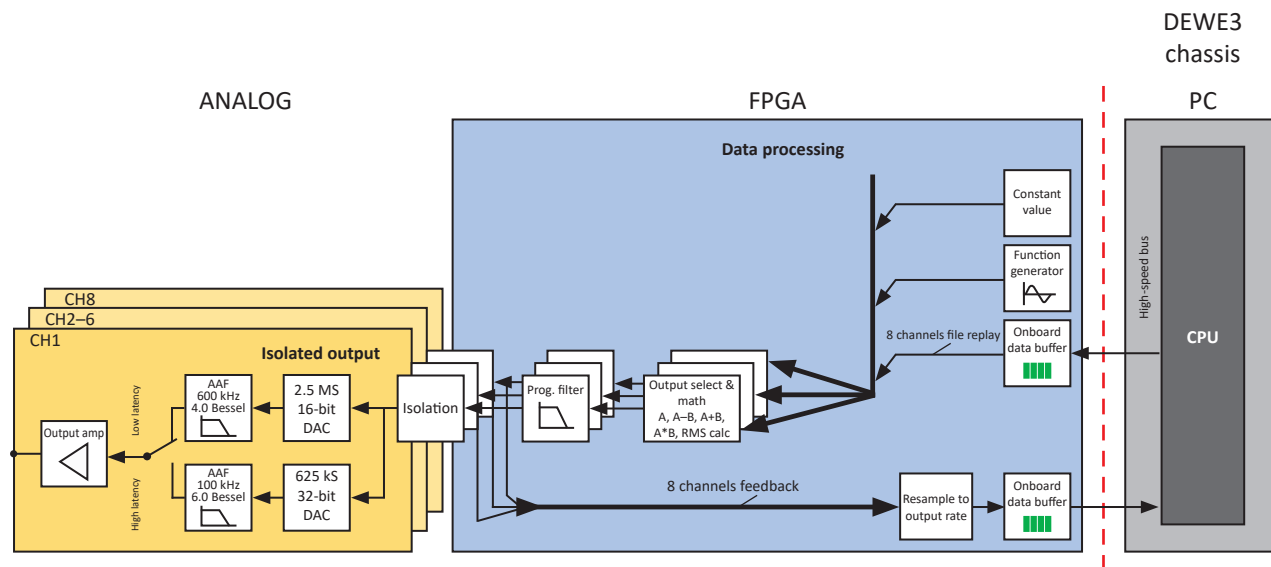 DEWE3
chassis
ANALOG
FPGA
PC
Data processing
Constant
value
Function
generator
High-speed bus
CPU
8 channels file replay
Onboard
data buffer
CH8
CH2–6
CH1
Isolated output
Low latency
High latency
Output amp
AAF
600 kHz
4.0 Bessel
2.5 MS
16-bit
DAC
AAF
100 kHz
6.0 Bessel
625 kS
32-bit
DAC
Isolation
Prog. filter
Output select &
math
A, A–B, A+B,
A*B, RMS calc
8 channels feedback
Resample to
output rate
Onboard
data buffer